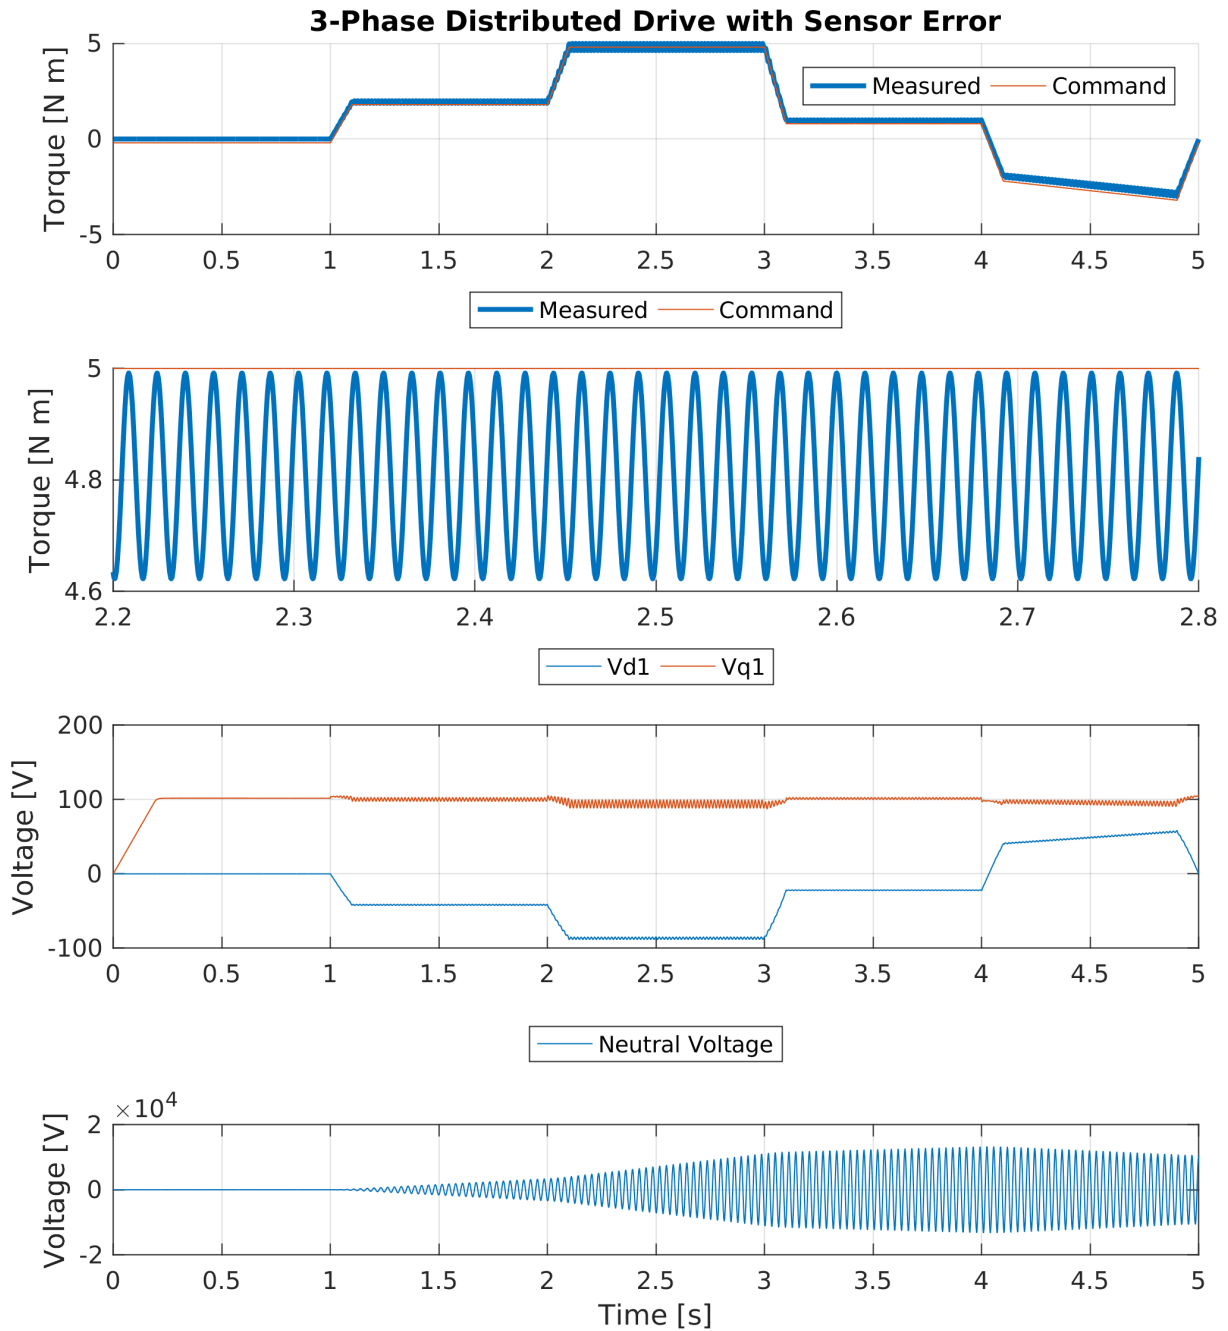 3-Phase Distributed Drive with Sensor Error
5
0
-5
Torque [N m]
Measured Command
0 0.5 1 1.5 2 2.5 3 3.5 4 4.5 5
Measured Command
5
4.8
4.6
Torque [N m]
2.2 2.3 2.4 2.5 2.6 2.7 2.8
Vd1 Vq1
200
100
0
-100
Voltage [V]
0 0.5 1 1.5 2 2.5 3 3.5 4 4.5 5
Neutral Voltage
×10⁴
2
0
-2
Voltage [V]
0 0.5 1 1.5 2 2.5 3 3.5 4 4.5 5
Time [s]